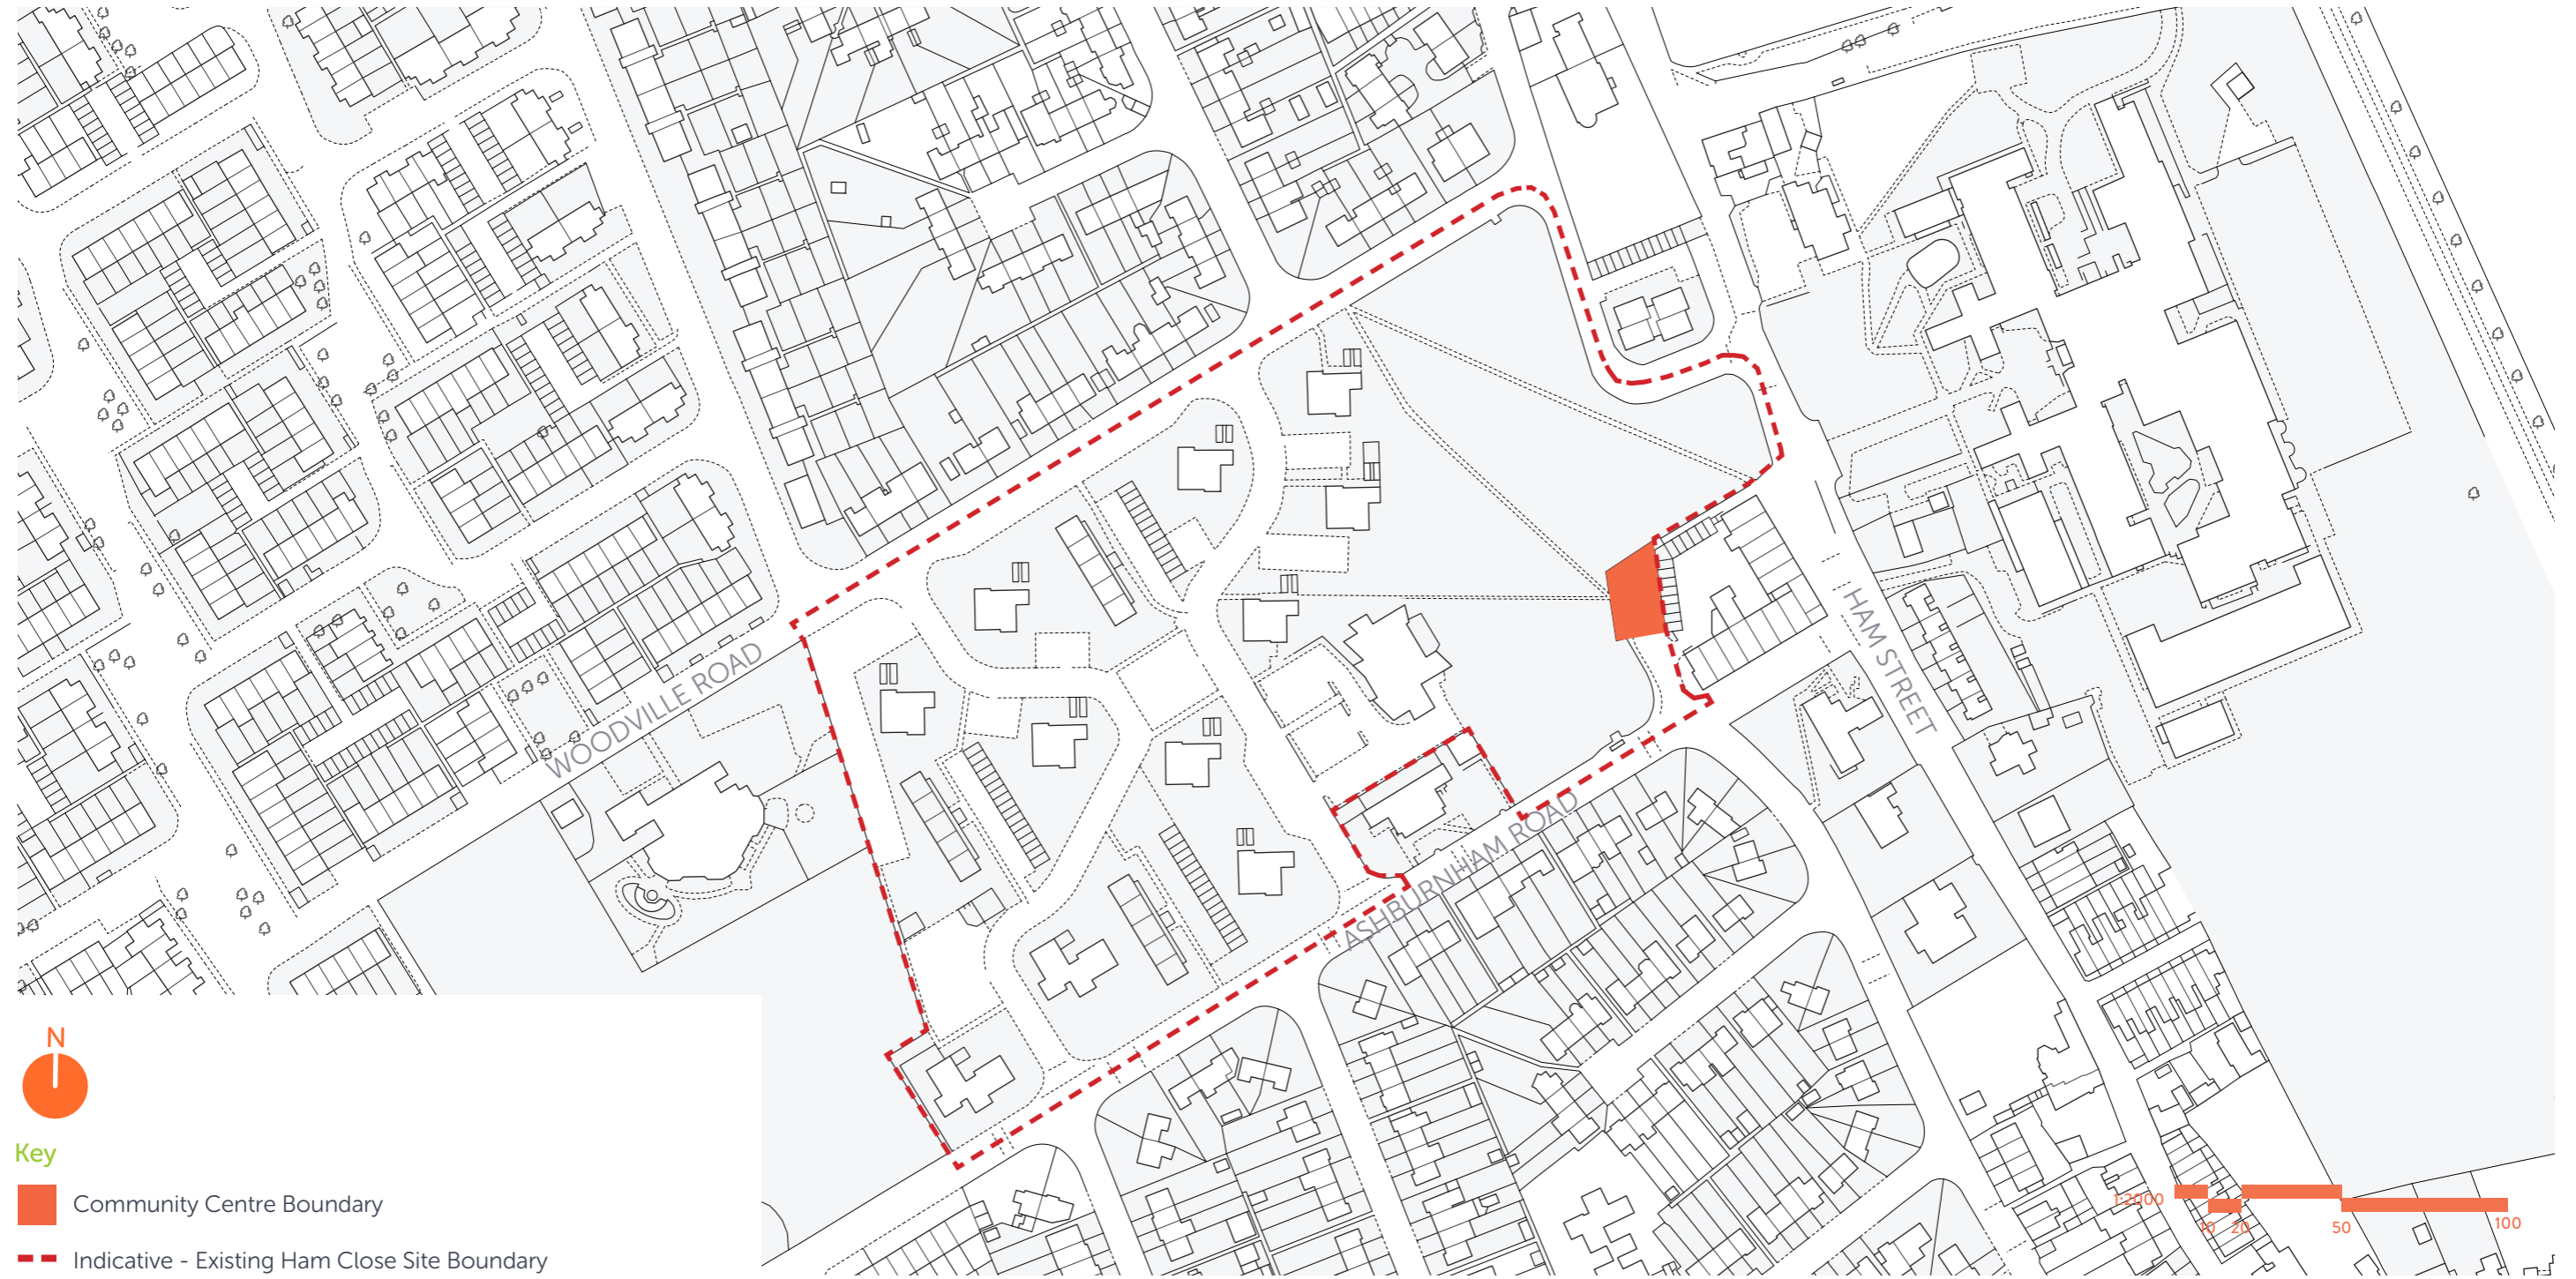 WOODVILLE ROAD
HAM STREET
ASHBURNHAM ROAD
N
Key
Community Centre Boundary
Indicative - Existing Ham Close Site Boundary
1:2000
10 20 50 100